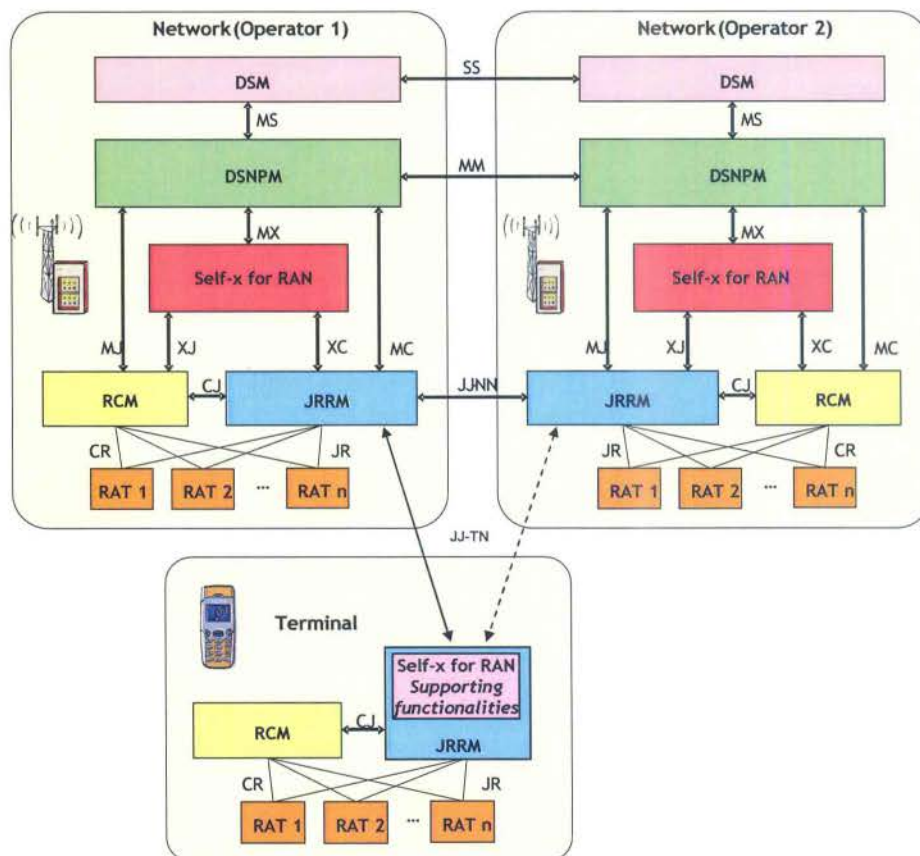 Network(Operator 1)
DSM
MS
DSNPM
MX
Self-x for RAN
MJ
XJ
XC
MC
RCM
CJ
JRRM
CR
JR
RAT 1
RAT 2
...
RAT n
SS
MM
JJ-NN
Network(Operator 2)
DSM
MS
DSNPM
MX
Self-x for RAN
MJ
XJ
XC
MC
JRRM
CJ
RCM
JR
CR
RAT 1
RAT 2
...
RAT n
JJ-TN
Terminal
Self-x for RAN
Supporting
functionalities
RCM
CJ
JRRM
CR
JR
RAT 1
RAT 2
...
RAT n